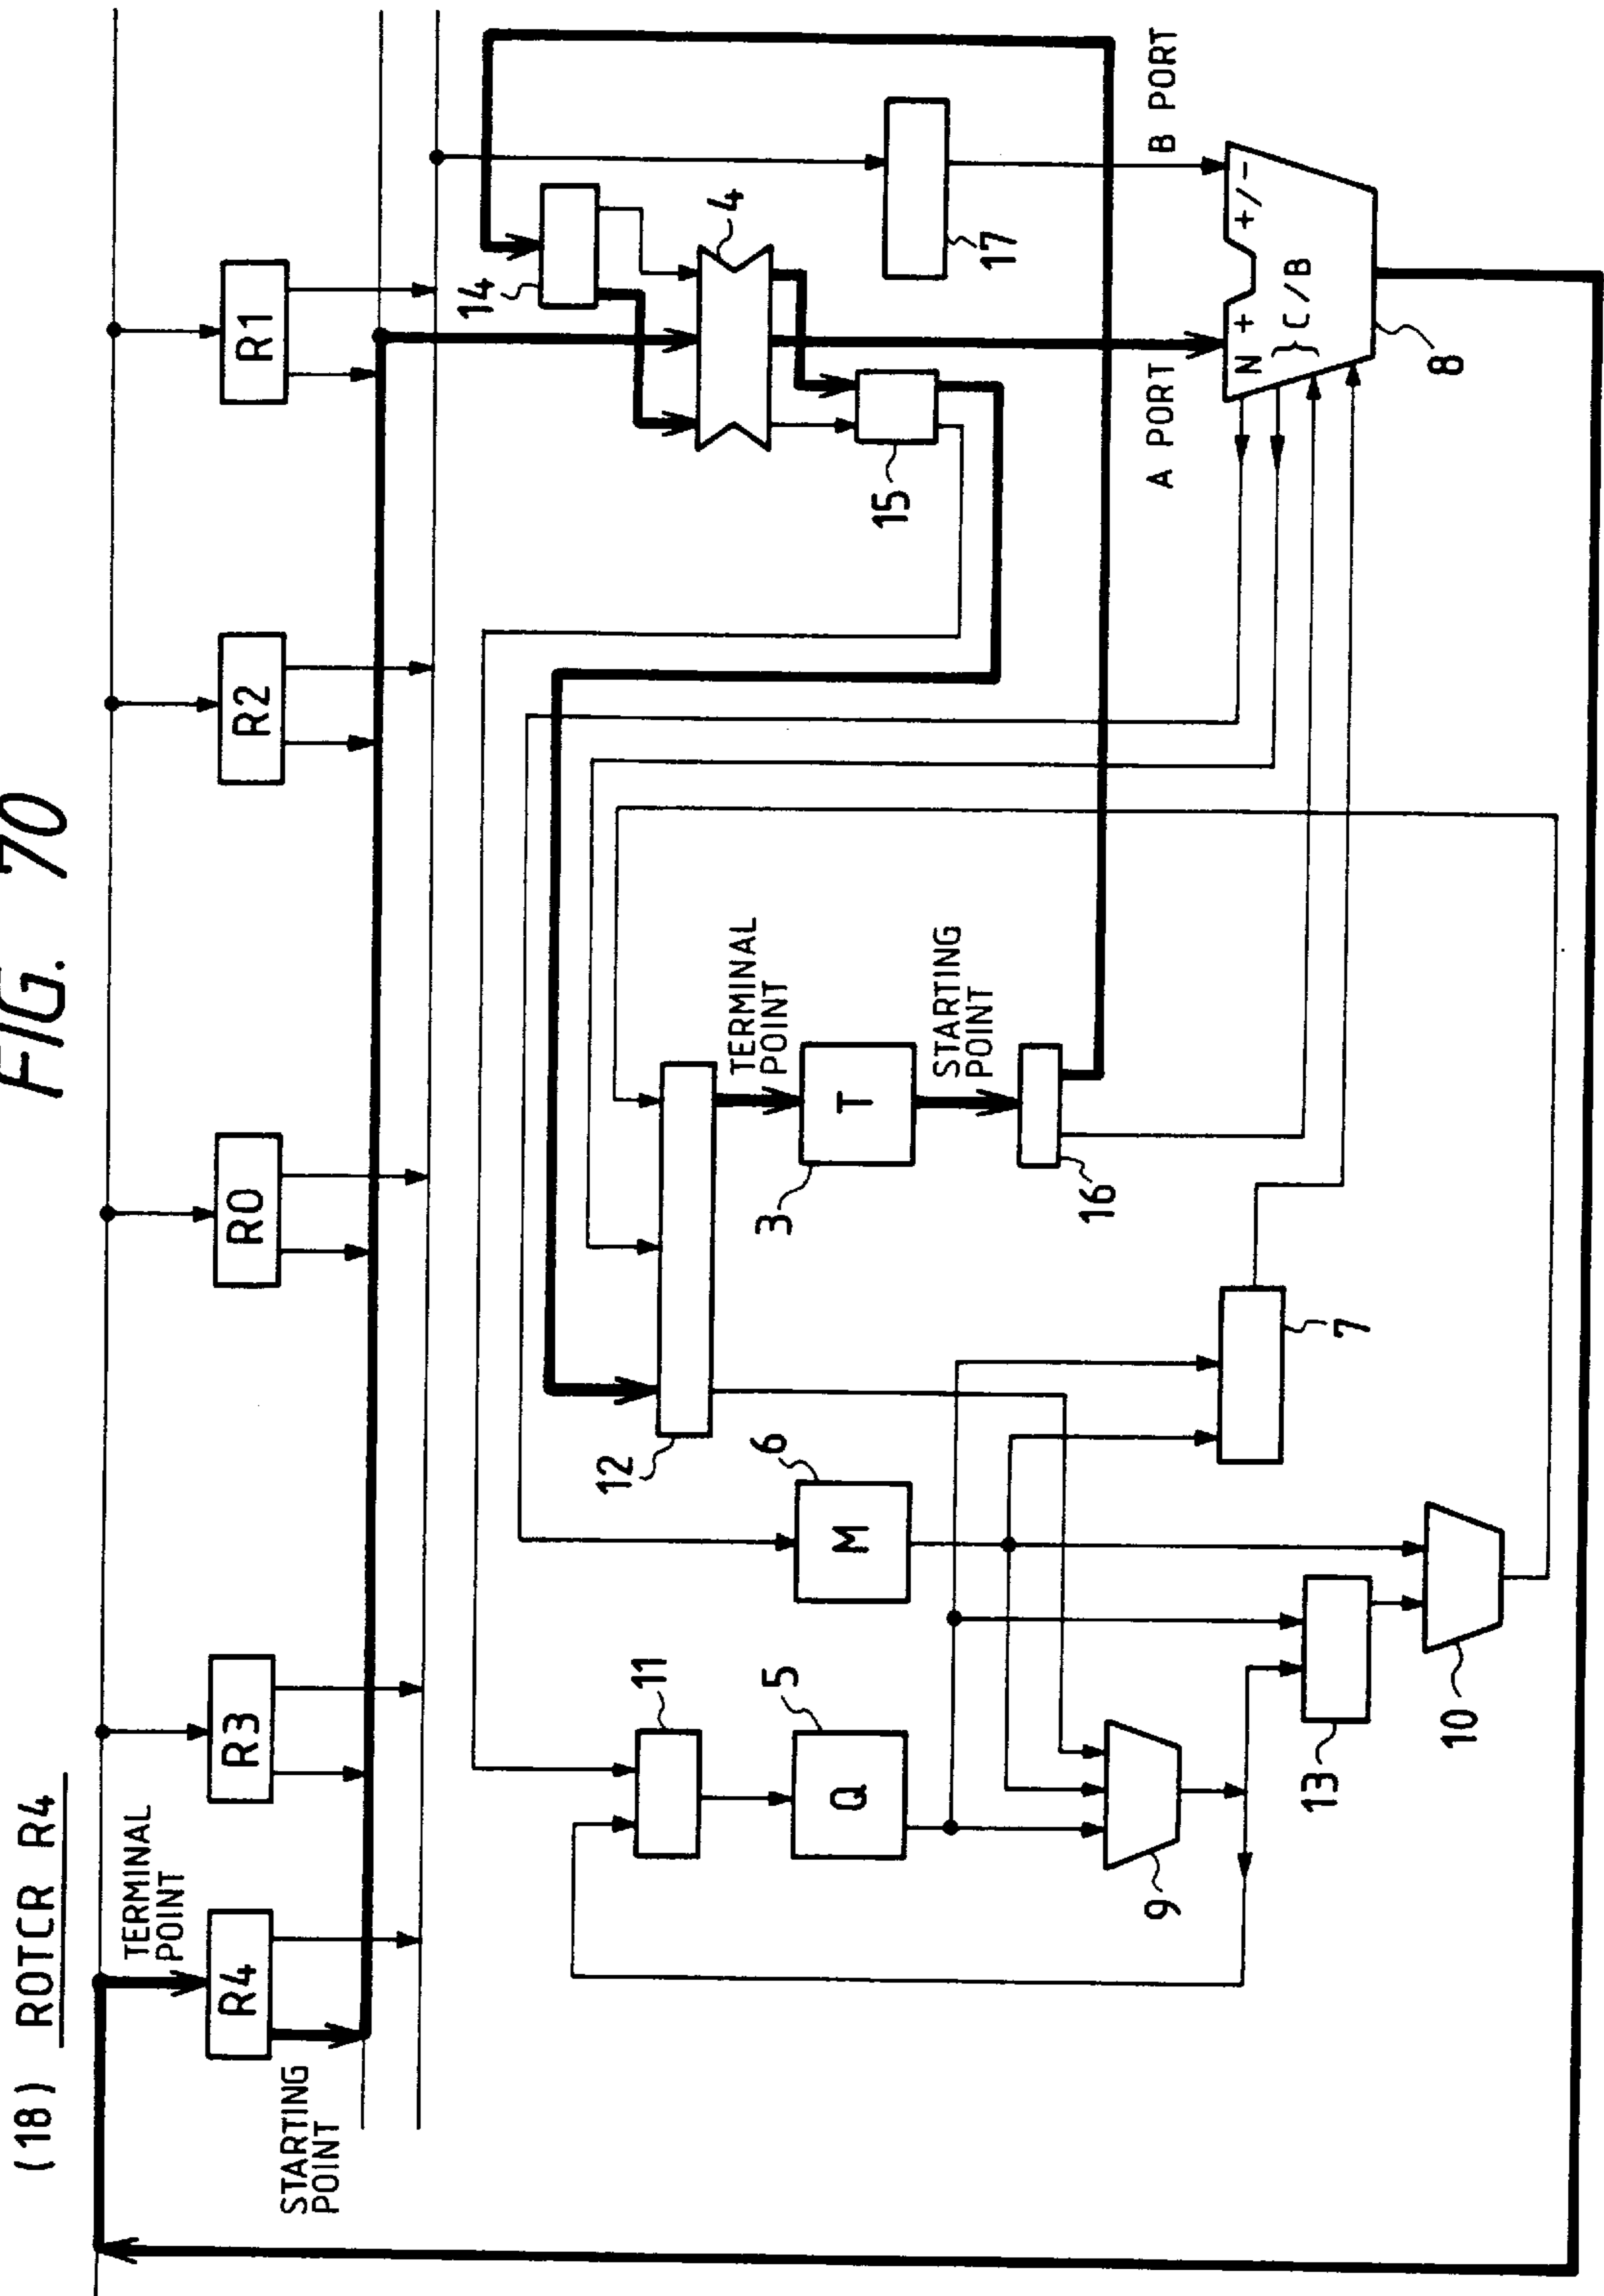 FIG. 70
(18) ROTCR R4
TERMINAL
POINT
STARTING
POINT
R4
R3
R0
R2
R1
14
4
17
15
B PORT
A PORT
N + +/-
} C/B
8
12
TERMINAL
POINT
T
3
STARTING
POINT
16
6
M
7
11
5
Q
9
13
10